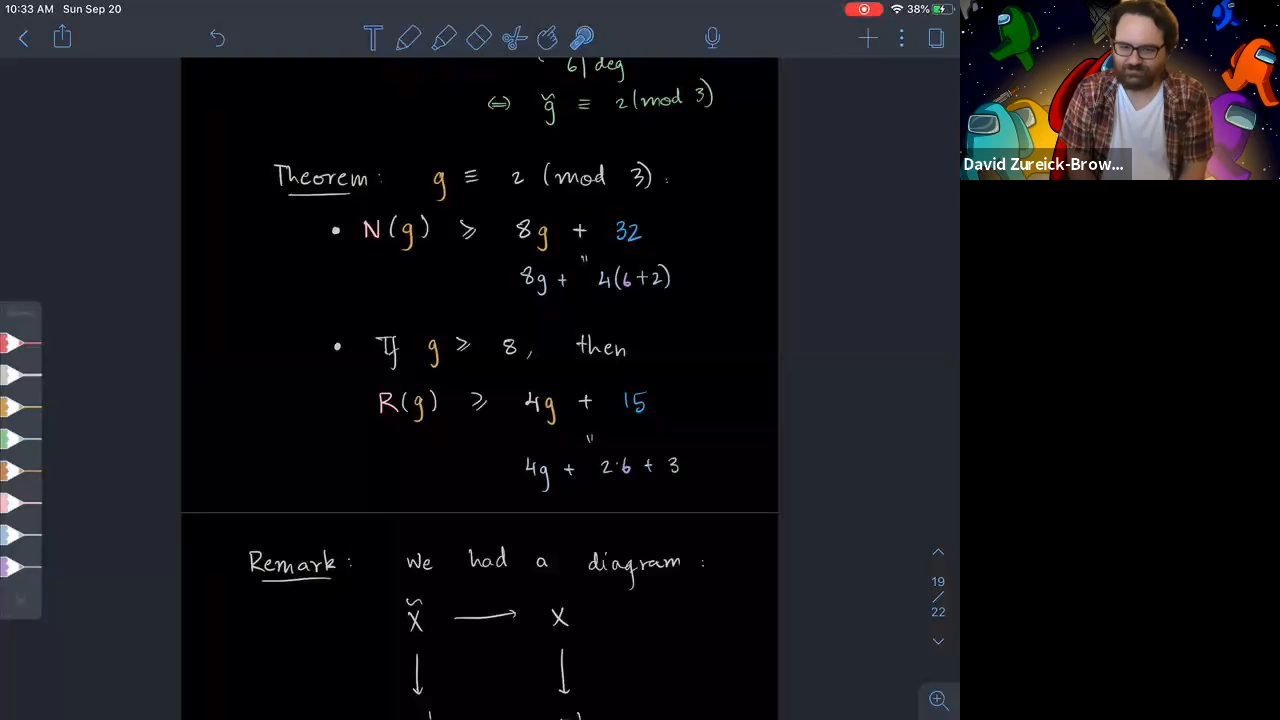 10:33 AM Sun Sep 20
38%
6 | deg
⟺ g̃ ≡ 2 (mod 3)
Theorem: g ≡ 2 (mod 3).
• N(g) ≥ 8g + 32
"
8g + 4(6+2)
• If g ≥ 8, then
R(g) ≥ 4g + 15
"
4g + 2·6 + 3
Remark: we had a diagram:
X̃ → X
↓ ↓
19
/
22
David Zureick-Brow...